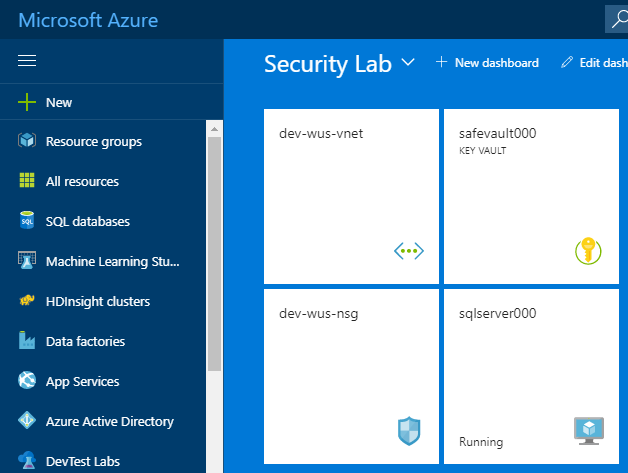 Microsoft Azure
Security Lab
New dashboard
Edit dash
New
Resource groups
All resources
SQL databases
Machine Learning Stu...
HDInsight clusters
Data factories
App Services
Azure Active Directory
DevTest Labs
dev-wus-vnet
safevault000
KEY VAULT
dev-wus-nsg
sqlserver000
Running
SQL